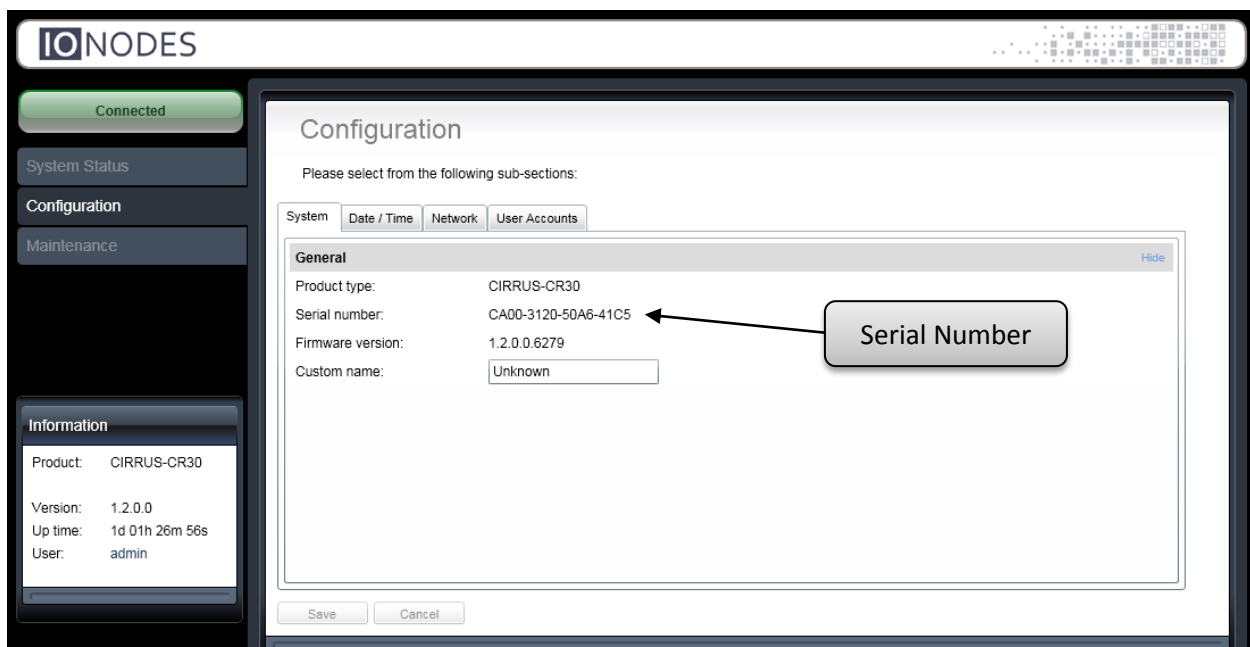 IONODES
Connected
System Status
Configuration
Maintenance
Configuration
Please select from the following sub-sections:
System Date / Time Network User Accounts
General Hide
Product type: CIRRUS-CR30
Serial number: CA00-3120-50A6-41C5
Firmware version: 1.2.0.0.6279
Custom name: Unknown
Serial Number
Save Cancel
Information
Product: CIRRUS-CR30
Version: 1.2.0.0
Up time: 1d 01h 26m 56s
User: admin